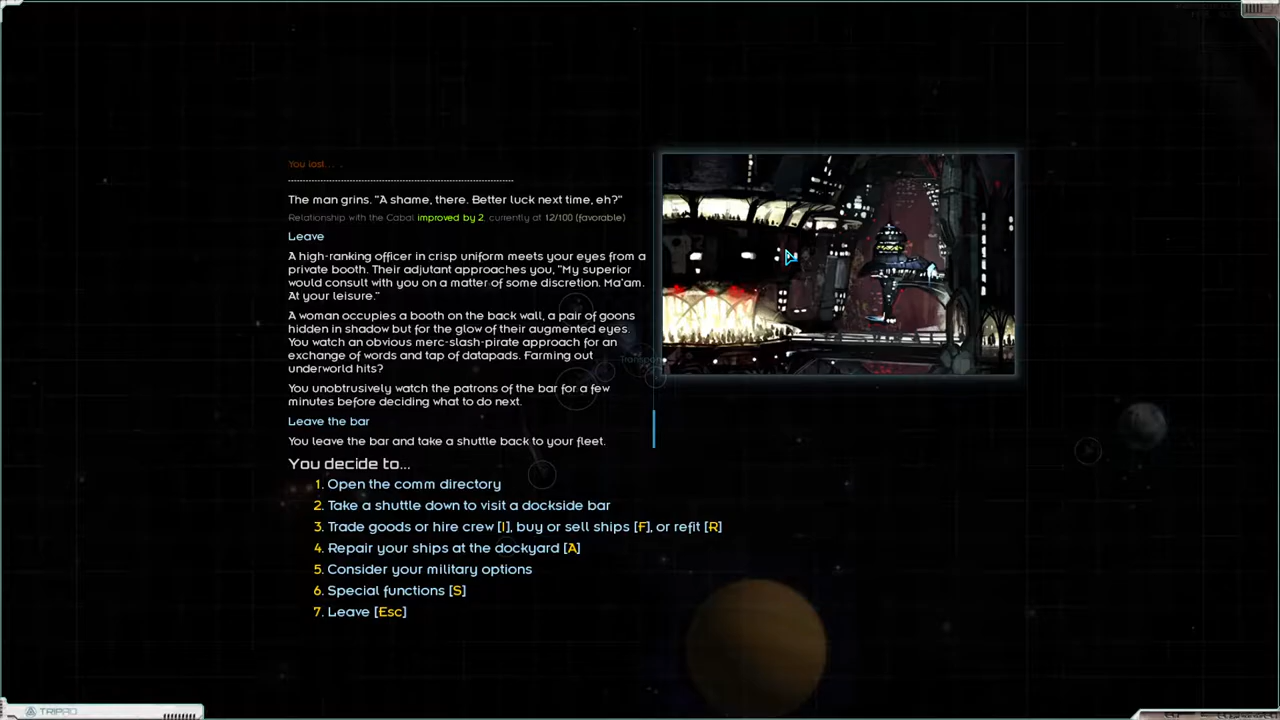 You last... .
The man grins. "A shame, there. Better luck next time, eh?"
Relationship with the Cabal improved by 2, currently at 12/100 (favorable)
Leave
A high-ranking officer in crisp uniform meets your eyes from a
private booth. Their adjutant approaches you, "My superior
would consult with you on a matter of some discretion. Ma'am.
At your leisure."
A woman occupies a booth on the back wall, a pair of goons
hidden in shadow but for the glow of their augmented eyes.
You watch an obvious merc-slash-pirate approach for an
exchange of words and tap of datapads. Farming out
underworld hits?
You unobtrusively watch the patrons of the bar for a few
minutes before deciding what to do next.
Leave the bar
You leave the bar and take a shuttle back to your fleet.
You decide to...
1. Open the comm directory
2. Take a shuttle down to visit a dockside bar
3. Trade goods or hire crew [I], buy or sell ships [F], or refit [R]
4. Repair your ships at the dockyard [A]
5. Consider your military options
6. Special functions [S]
7. Leave [Esc]
TRIPAD